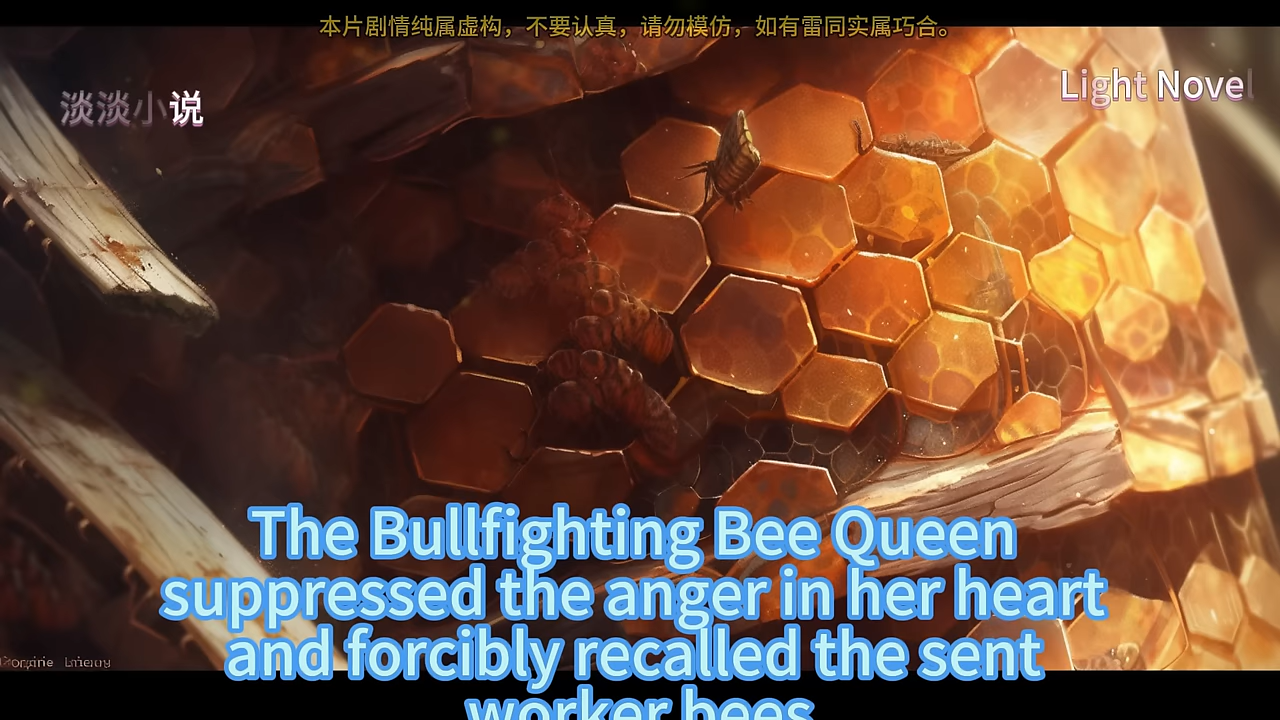 本片剧情纯属虚构，不要认真，请勿模仿，如有雷同实属巧合。
淡淡小说
Light Novel
The Bullfighting Bee Queen
suppressed the anger in her heart
and forcibly recalled the sent
worker bees